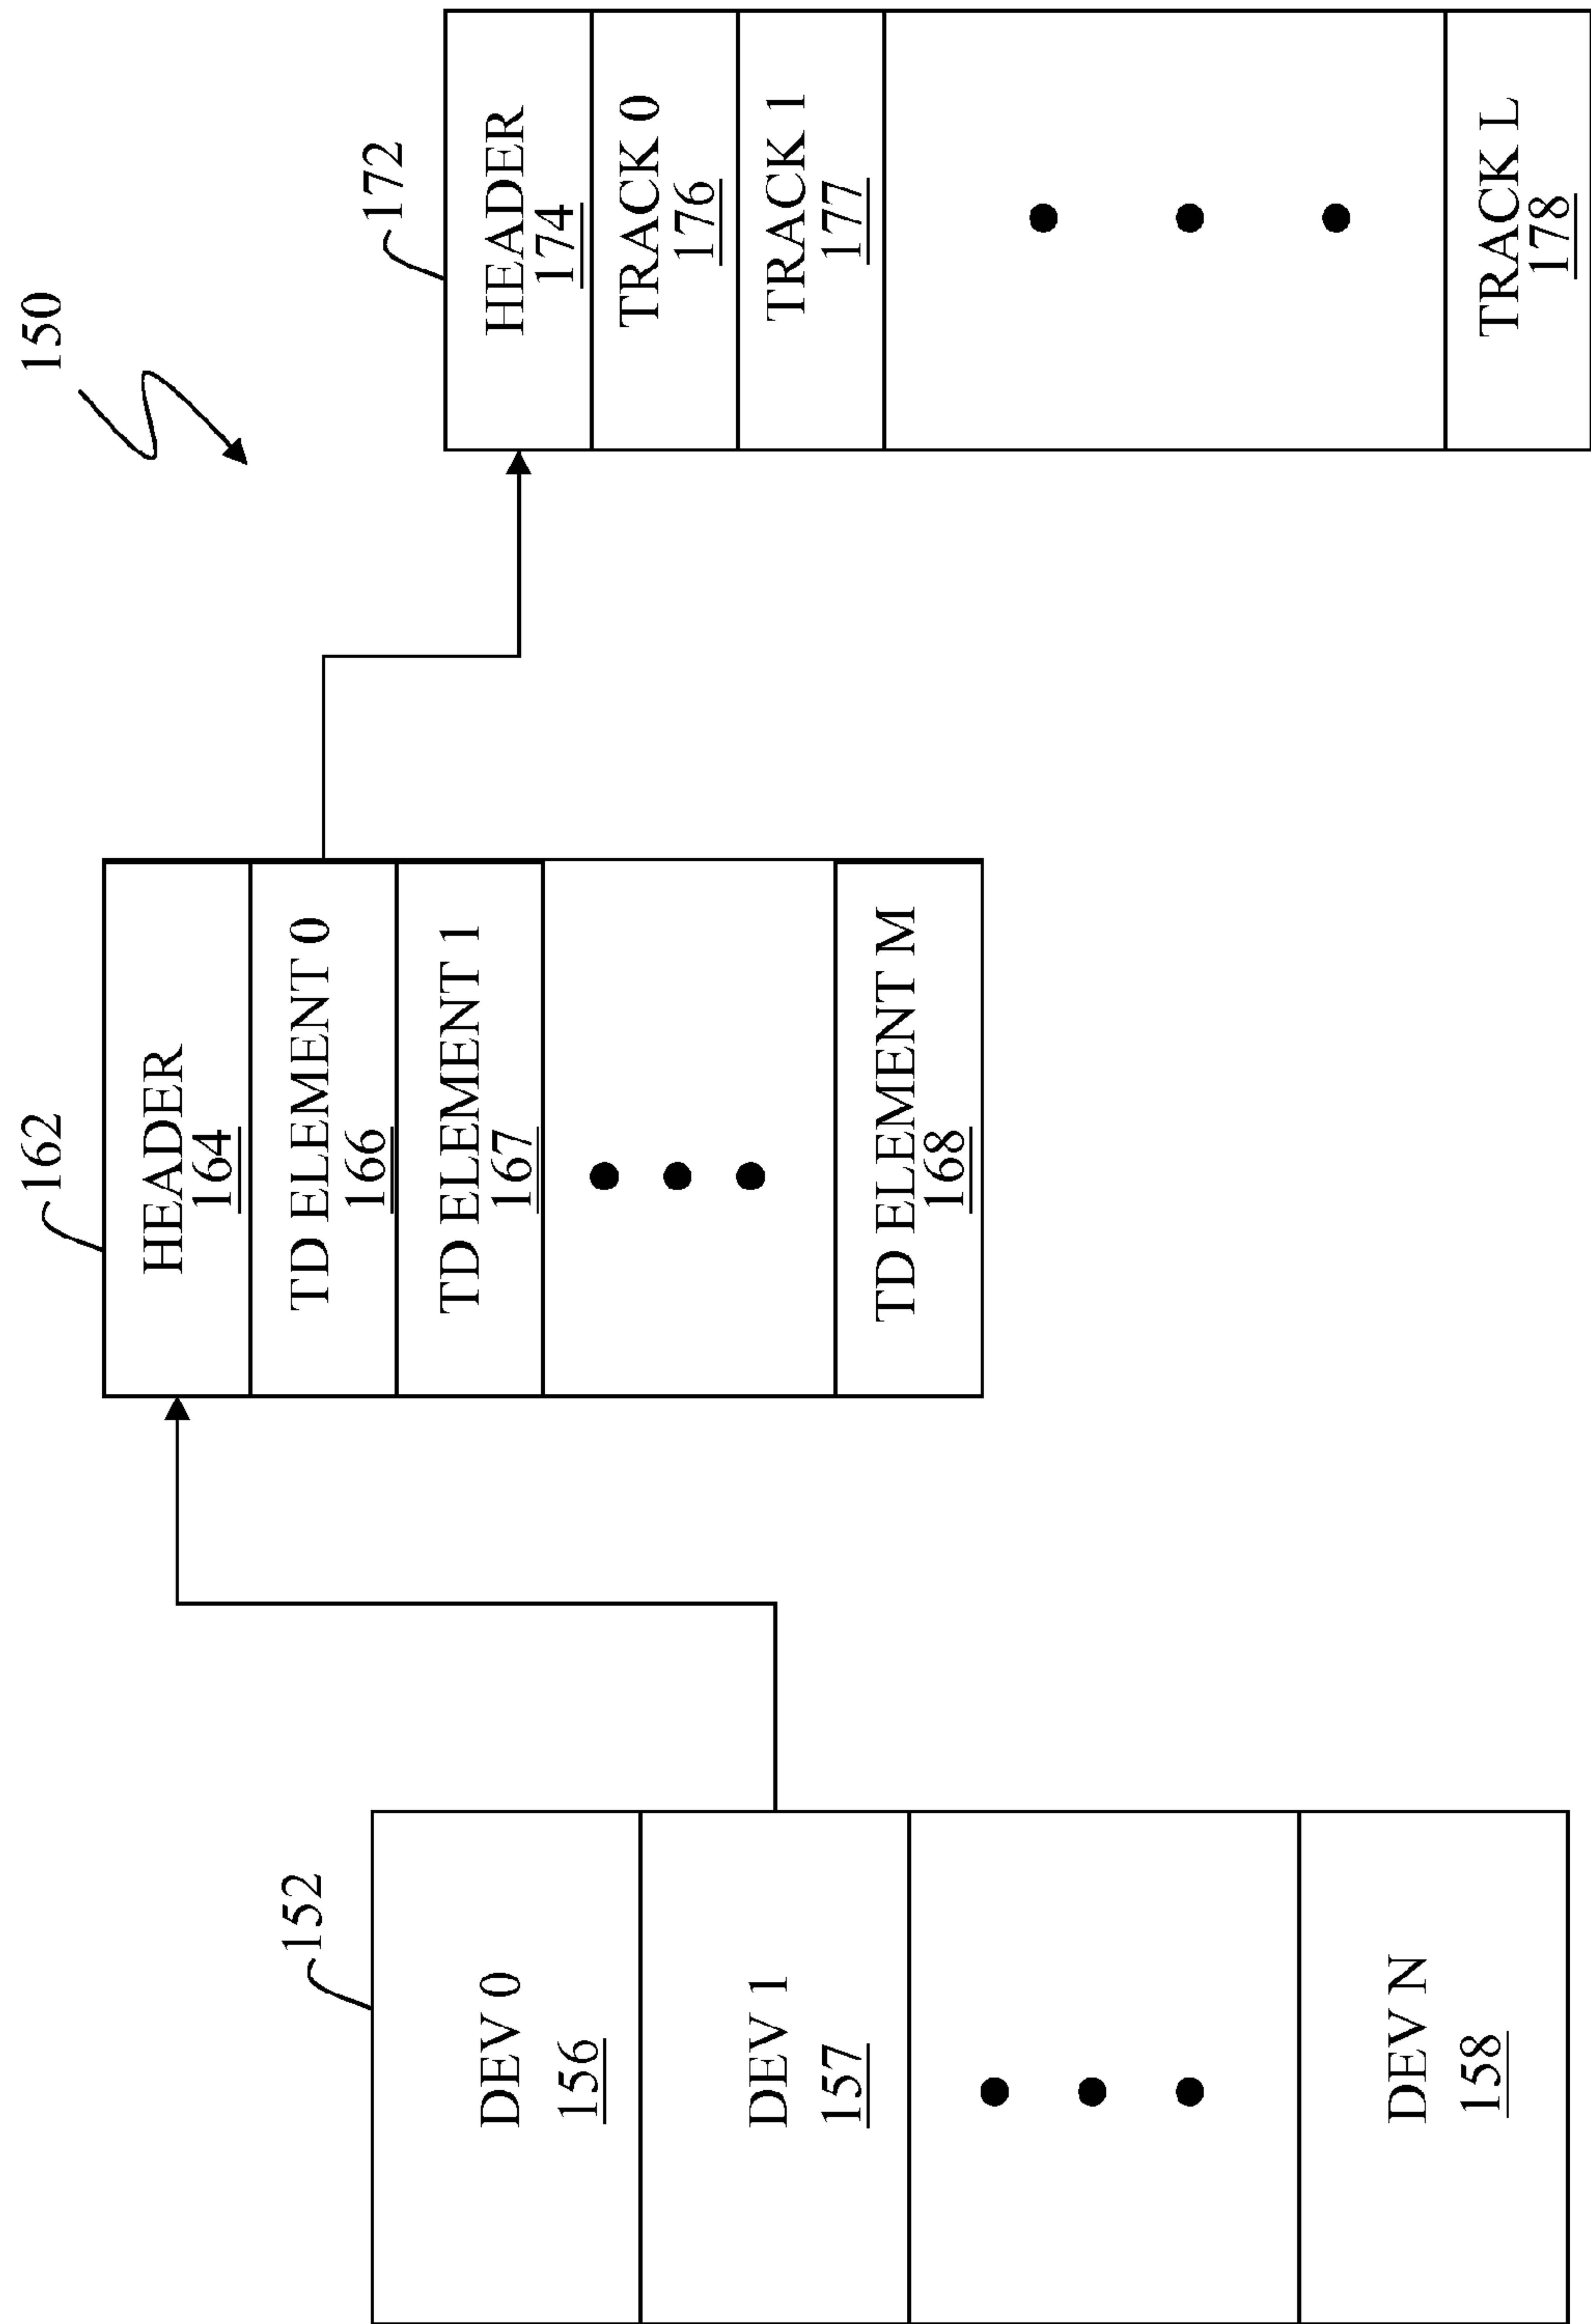 150
152
DEV 0
156
DEV 1
157
DEV N
158
162
HEADER
164
TD ELEMENT 0
166
TD ELEMENT 1
167
TD ELEMENT M
168
172
HEADER
174
TRACK 0
176
TRACK 1
177
TRACK L
178